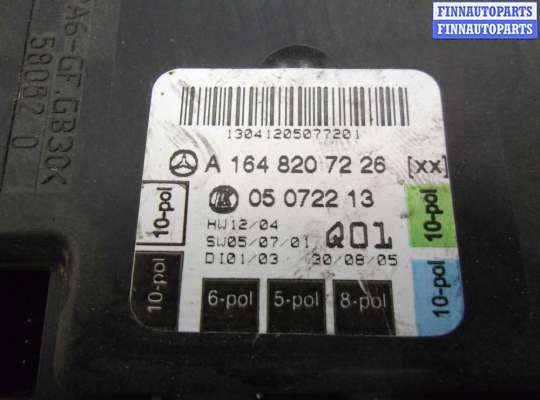 FINNAUTOPARTS
FINNAUTOPARTS
PA6-GF,GB30<
58052 0
13041205077201
A 164 820 72 26 [xx]
05 0722 13
HW12/04
SW05/07/01 Q01
DI01/03 30/08/05
10-pol
10-pol
10-pol
10-pol
6-pol
5-pol
8-pol